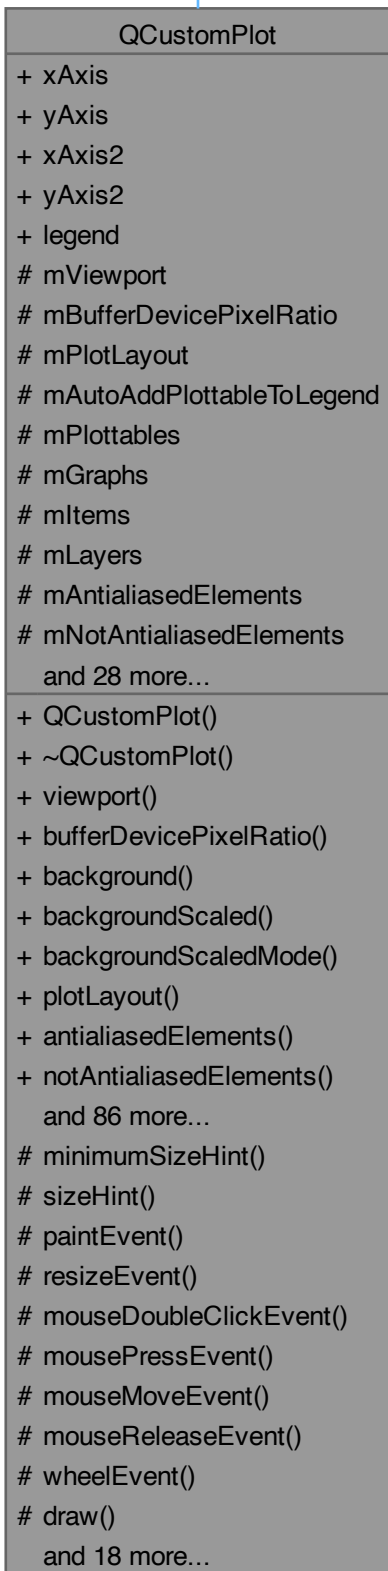 QCustomPlot
+ xAxis
+ yAxis
+ xAxis2
+ yAxis2
+ legend
# mViewport
# mBufferDevicePixelRatio
# mPlotLayout
# mAutoAddPlottableToLegend
# mPlottables
# mGraphs
# mItems
# mLayers
# mAntialiasedElements
# mNotAntialiasedElements
and 28 more...
+ QCustomPlot()
+ ~QCustomPlot()
+ viewport()
+ bufferDevicePixelRatio()
+ background()
+ backgroundScaled()
+ backgroundScaledMode()
+ plotLayout()
+ antialiasedElements()
+ notAntialiasedElements()
and 86 more...
# minimumSizeHint()
# sizeHint()
# paintEvent()
# resizeEvent()
# mouseDoubleClickEvent()
# mousePressEvent()
# mouseMoveEvent()
# mouseReleaseEvent()
# wheelEvent()
# draw()
and 18 more...